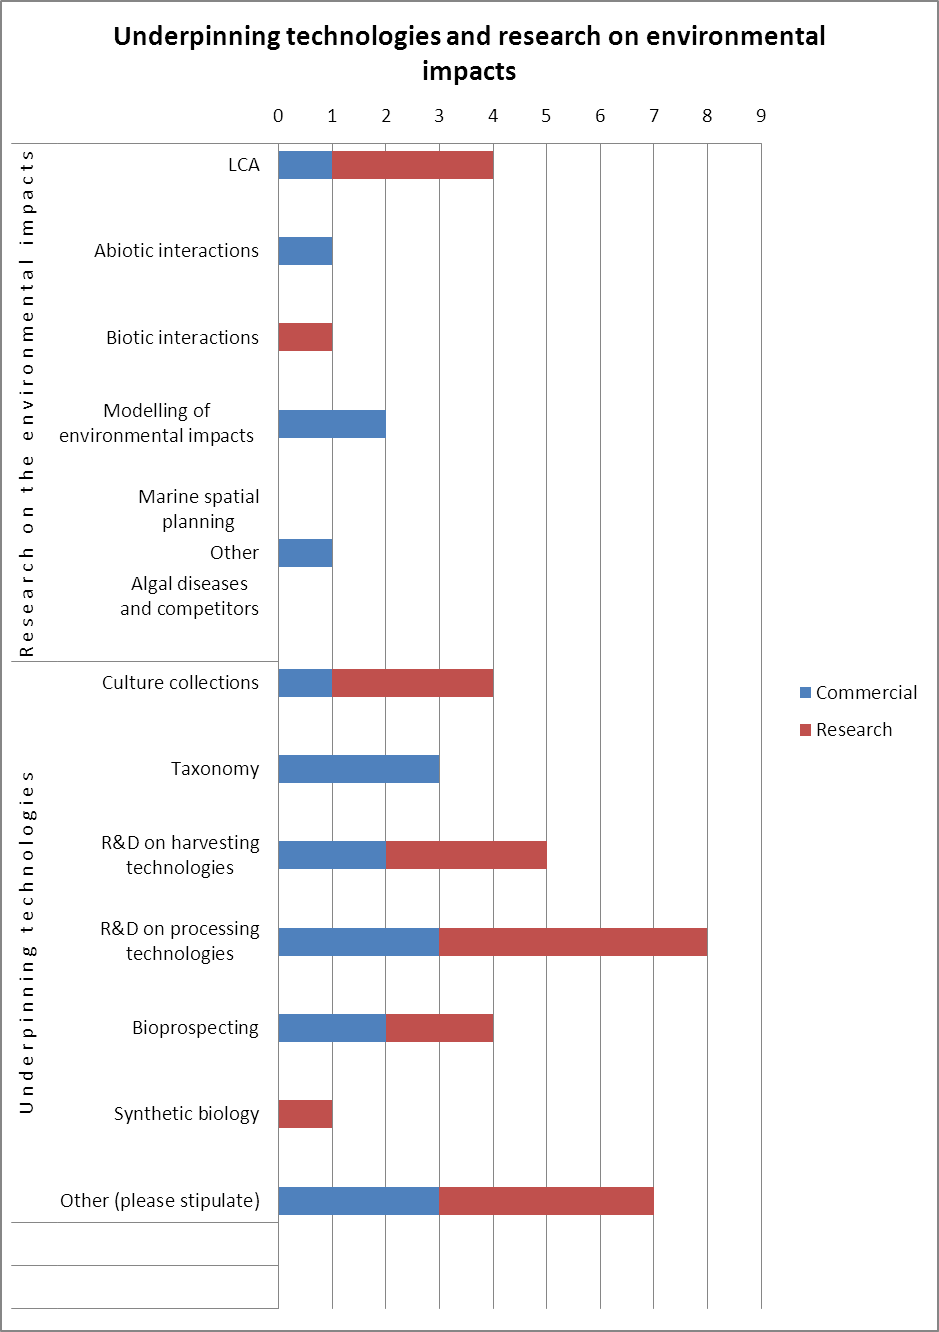 Underpinning technologies and research on environmental
impacts
0 1 2 3 4 5 6 7 8 9
Research on the environmental impacts
LCA
Abiotic interactions
Biotic interactions
Modelling of
environmental impacts
Marine spatial
planning
Other
Algal diseases
and competitors
Underpinning technologies
Culture collections
Taxonomy
R&D on harvesting
technologies
R&D on processing
technologies
Bioprospecting
Synthetic biology
Other (please stipulate)
Commercial
Research